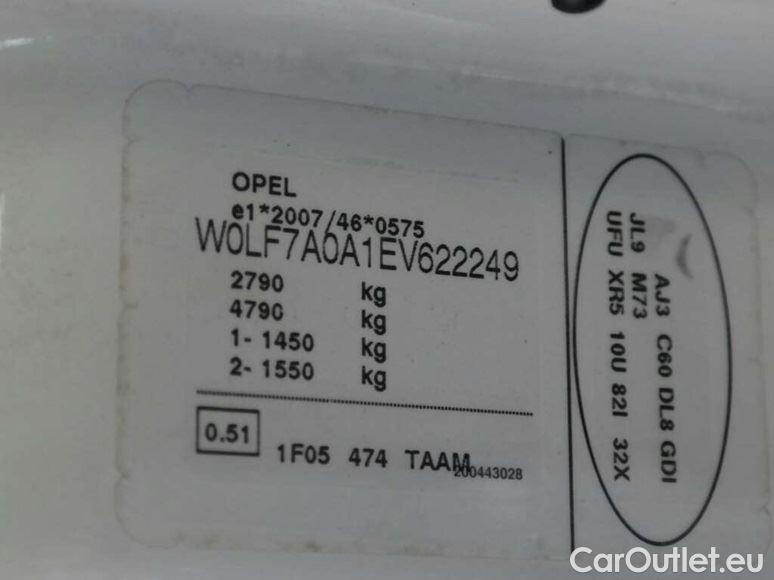 OPEL
e1*2007/46*0575
W0LF7A0A1EV622249
2790 kg
4790 kg
1- 1450 kg
2- 1550 kg
0.51 1F05 474 TAAM
200443028
AJ3 C60 DL8 GDI
JL9 M73
UFU XR5 10U 82I 32X
CarOutlet.eu